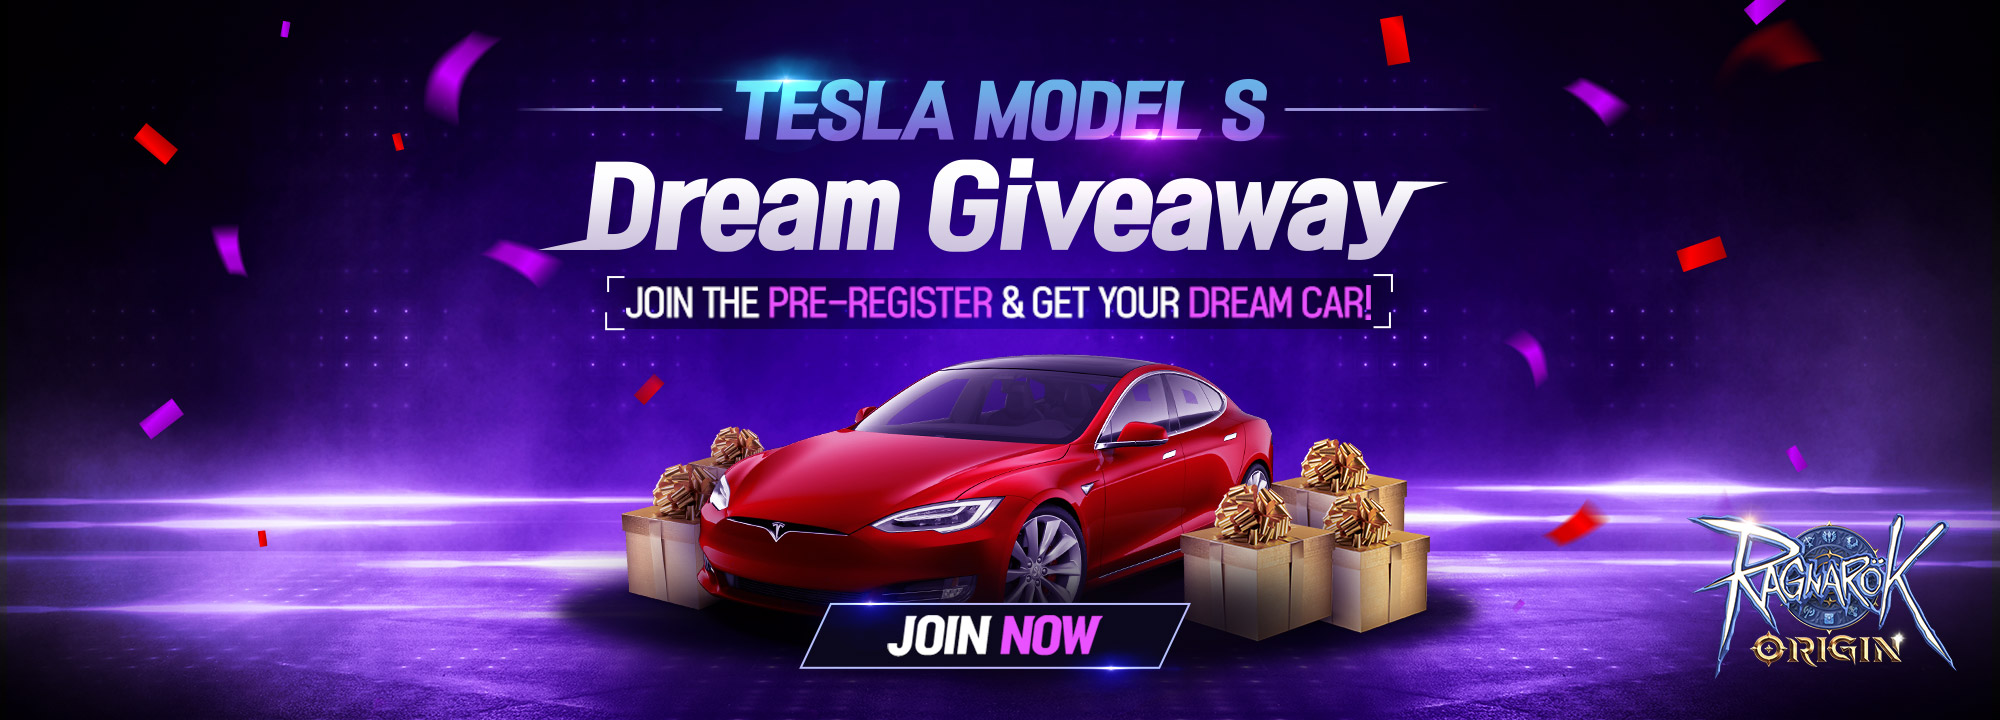 TESLA MODEL S
Dream Giveaway
JOIN THE PRE-REGISTER & GET YOUR DREAM CAR!
JOIN NOW
RAGNARÖK
ORIGIN